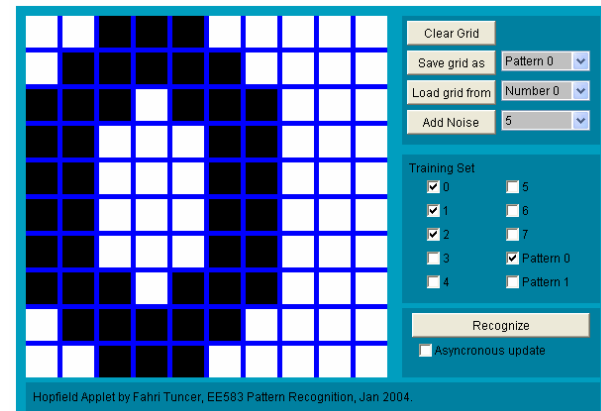 Clear Grid
Save grid as Pattern 0
Load grid from Number 0
Add Noise 5
Training Set
0 5
1 6
2 7
3 Pattern 0
4 Pattern 1
Recognize
Asyncronous update
Hopfield Applet by Fahri Tuncer, EE583 Pattern Recognition, Jan 2004.